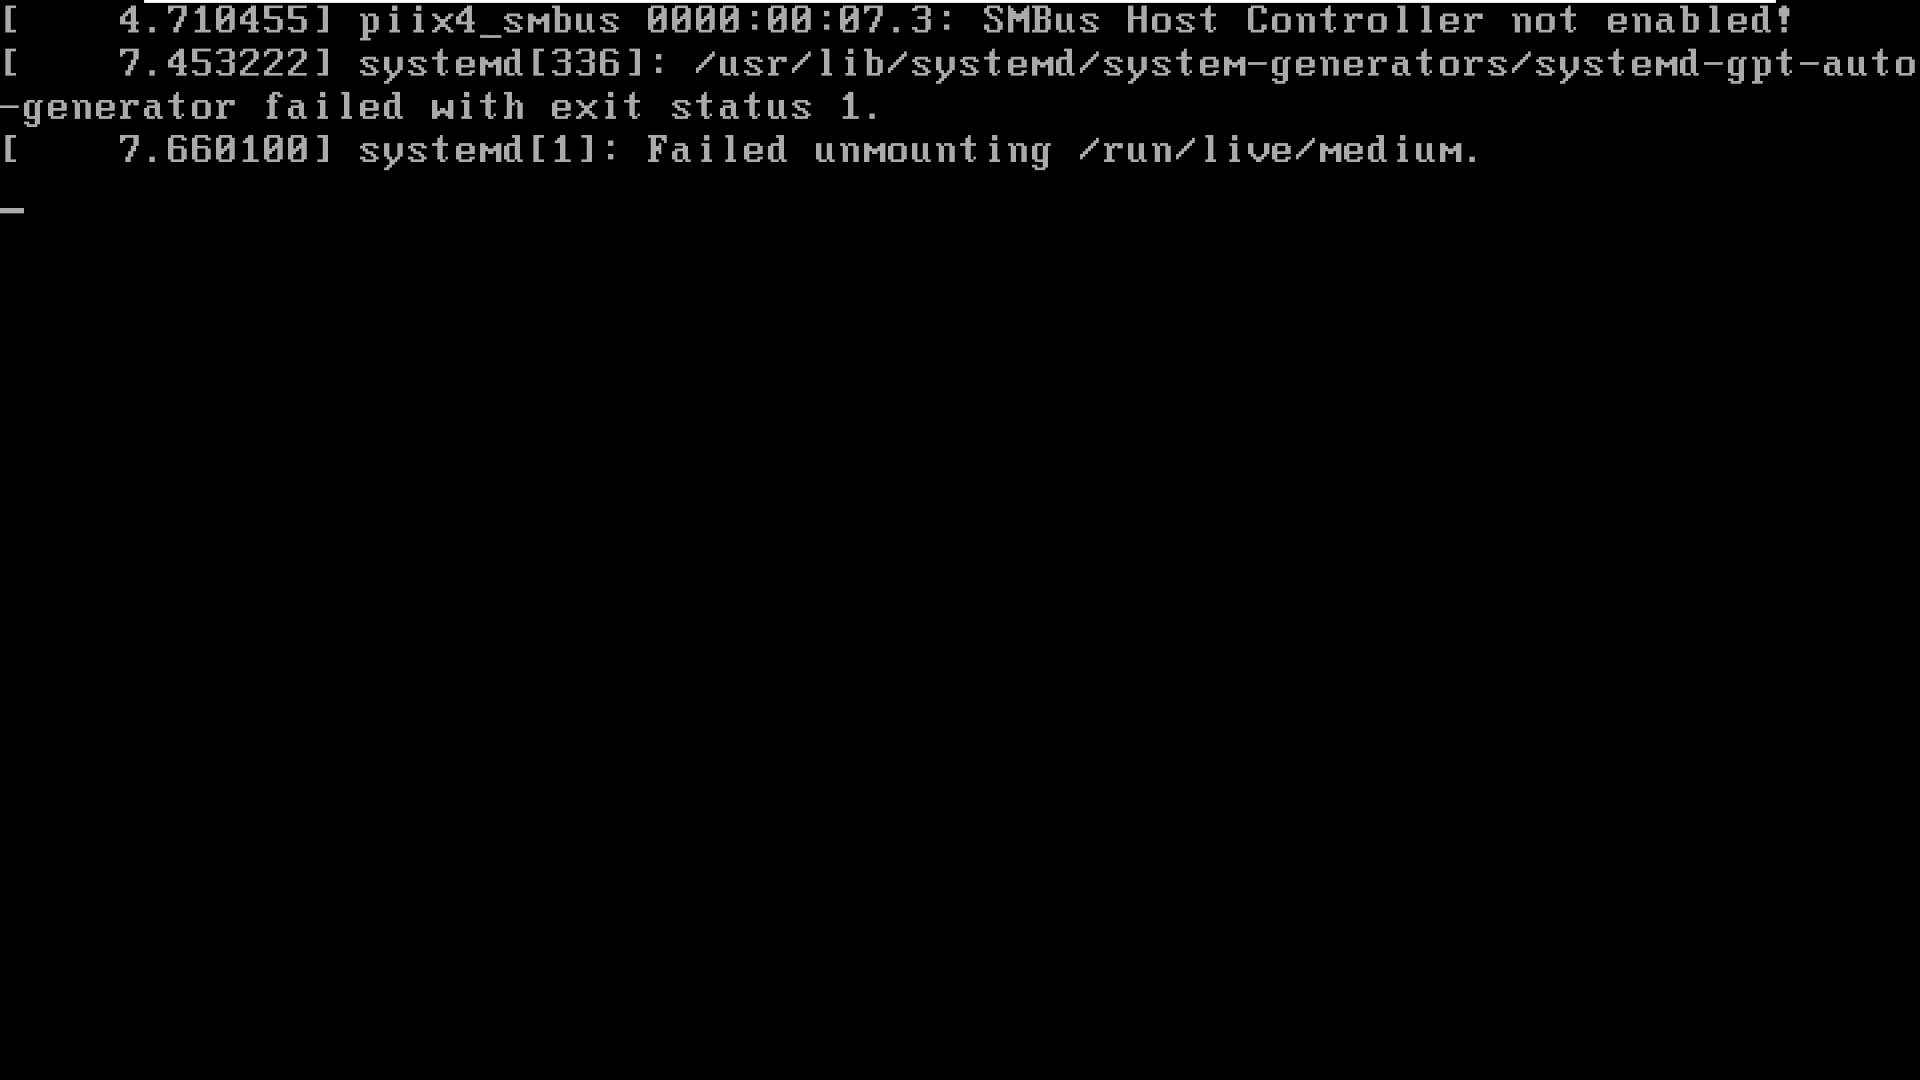 [    4.710455] piix4_smbus 0000:00:07.3: SMBus Host Controller not enabled!
[    7.453222] systemd[336]: /usr/lib/systemd/system-generators/systemd-gpt-auto
-generator failed with exit status 1.
[    7.660100] systemd[1]: Failed unmounting /run/live/medium.